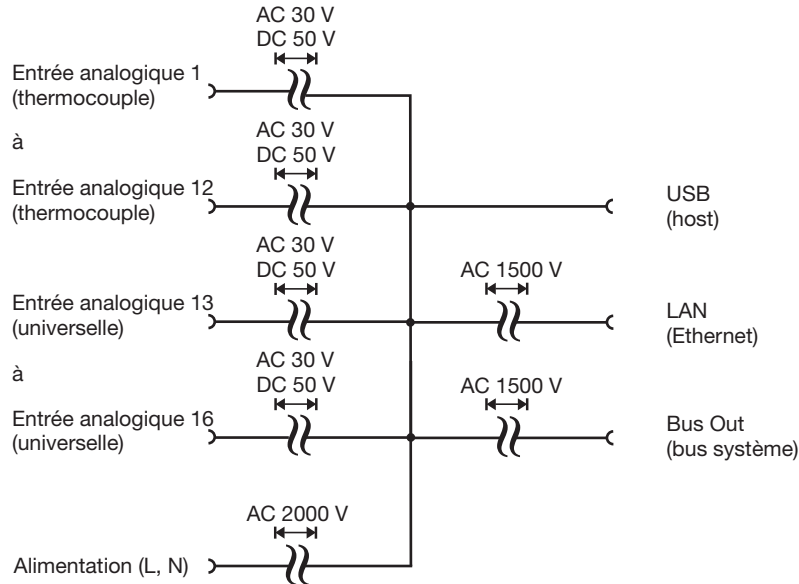 AC 30 V
DC 50 V
Entrée analogique 1
(thermocouple)
à
AC 30 V
DC 50 V
Entrée analogique 12
(thermocouple)
USB
(host)
AC 30 V
DC 50 V
AC 1500 V
Entrée analogique 13
(universelle)
LAN
(Ethernet)
à
AC 30 V
DC 50 V
AC 1500 V
Entrée analogique 16
(universelle)
Bus Out
(bus système)
AC 2000 V
Alimentation (L, N)